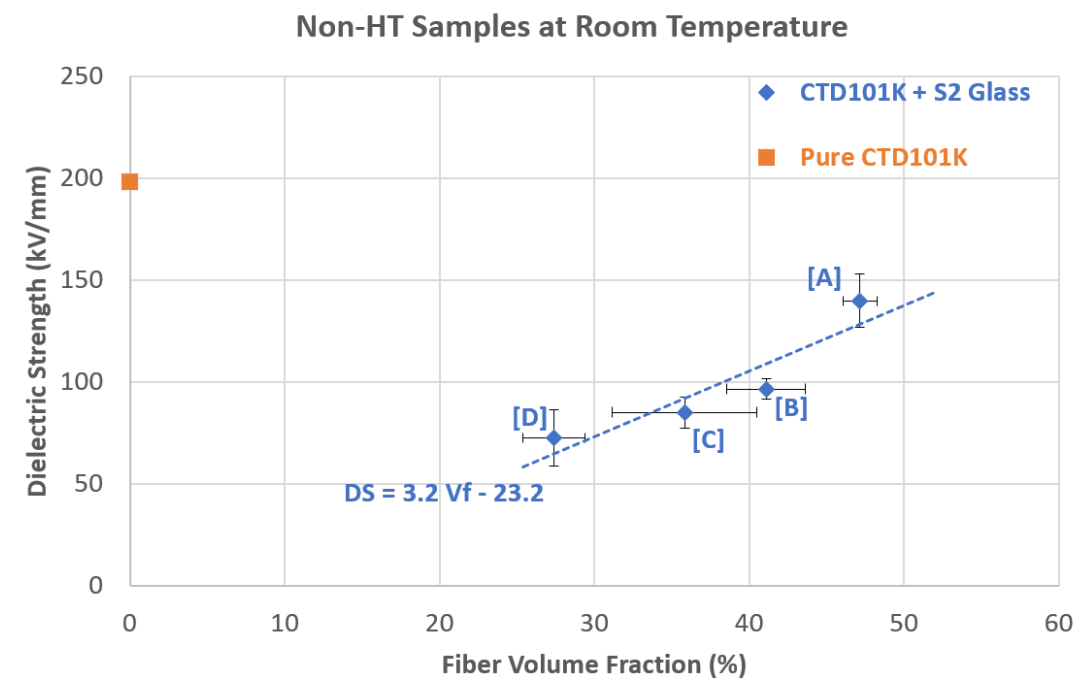 Non-HT Samples at Room Temperature
250
200
150
100
50
0
Dielectric Strength (kV/mm)
CTD101K + S2 Glass
Pure CTD101K
[A]
[B]
[C]
[D]
DS = 3.2 Vf - 23.2
0 10 20 30 40 50 60
Fiber Volume Fraction (%)